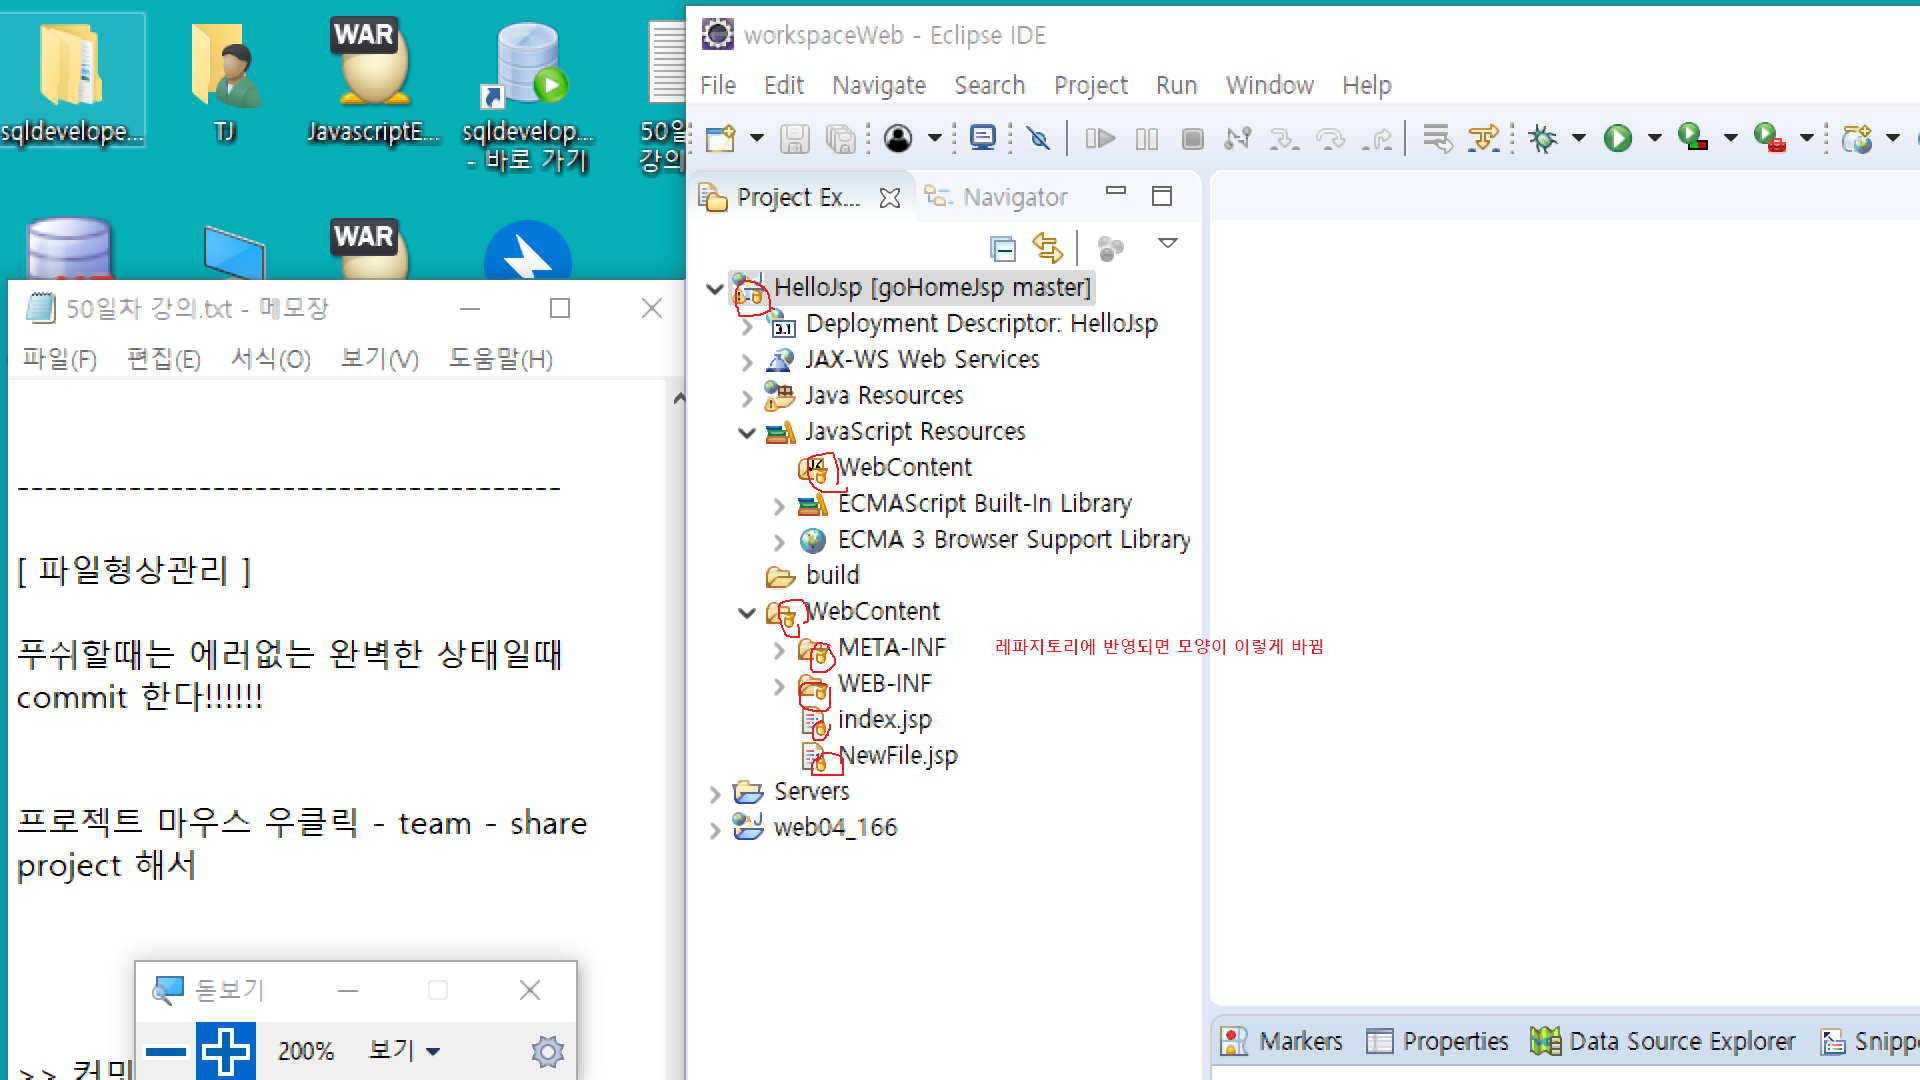 sqldevelope...
TJ
JavascriptE...
sqldevelop...
- 바로 가기
50일
강의
WAR
WAR
50일차 강의.txt - 메모장
파일(F) 편집(E) 서식(O) 보기(V) 도움말(H)
---------------------------------------
[ 파일형상관리 ]
푸쉬할때는 에러없는 완벽한 상태일때
commit 한다!!!!!!
프로젝트 마우스 우클릭 - team - share
project 해서
>> 커밋
돋보기
200% 보기
workspaceWeb - Eclipse IDE
File Edit Navigate Search Project Run Window Help
Project Ex... Navigator
HelloJsp [goHomeJsp master]
3.1 Deployment Descriptor: HelloJsp
JAX-WS Web Services
Java Resources
JavaScript Resources
WebContent
ECMAScript Built-In Library
ECMA 3 Browser Support Library
build
WebContent
META-INF
레파지토리에 반영되면 모양이 이렇게 바뀜
WEB-INF
index.jsp
NewFile.jsp
Servers
web04_166
Markers Properties Data Source Explorer Snipp